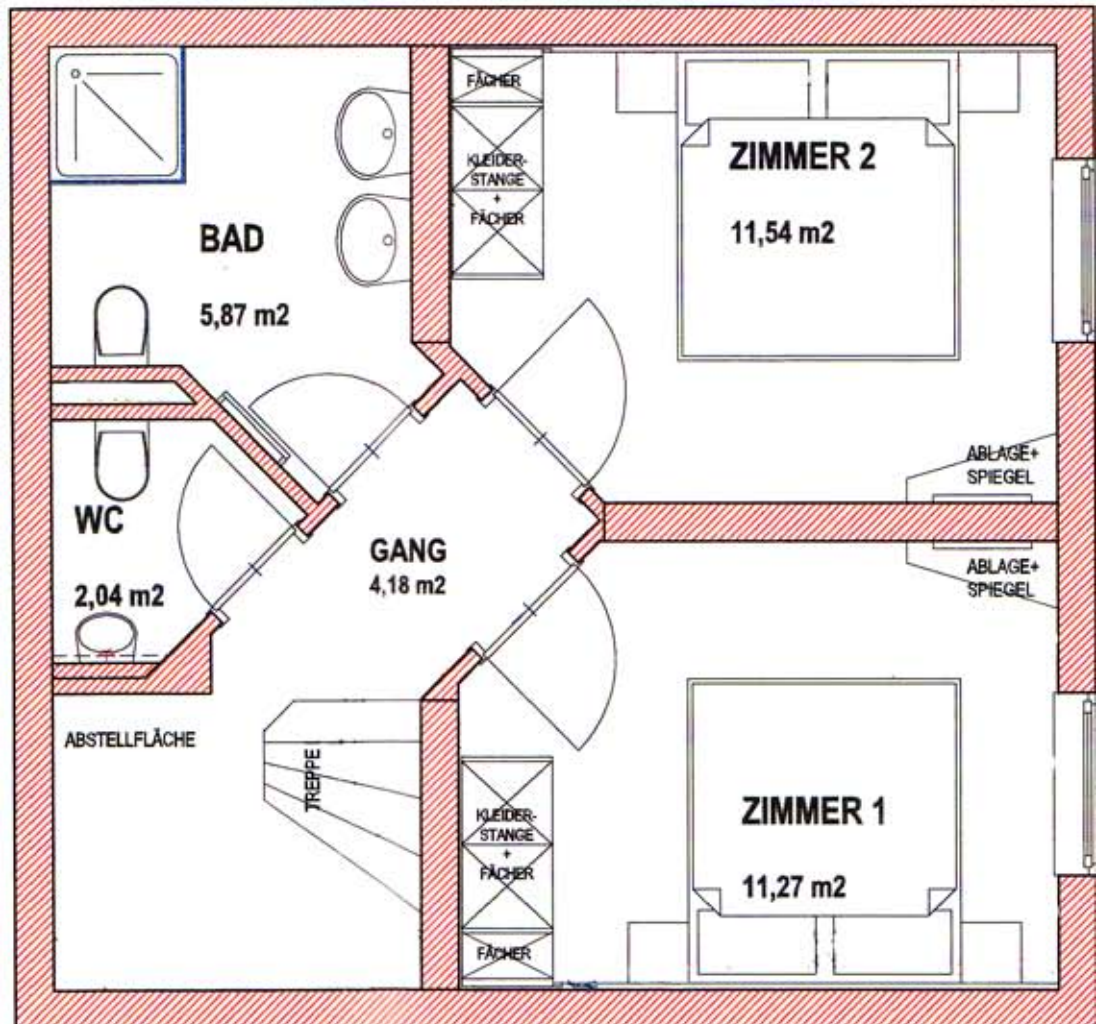 FÄCHER
KLEIDER-
STANGE
+
FÄCHER
ZIMMER 2
11,54 m2
BAD
5,87 m2
ABLAGE+
SPIEGEL
WC
2,04 m2
GANG
4,18 m2
ABLAGE+
SPIEGEL
ABSTELLFLÄCHE
TREPPE
KLEIDER-
STANGE
+
FÄCHER
FÄCHER
ZIMMER 1
11,27 m2